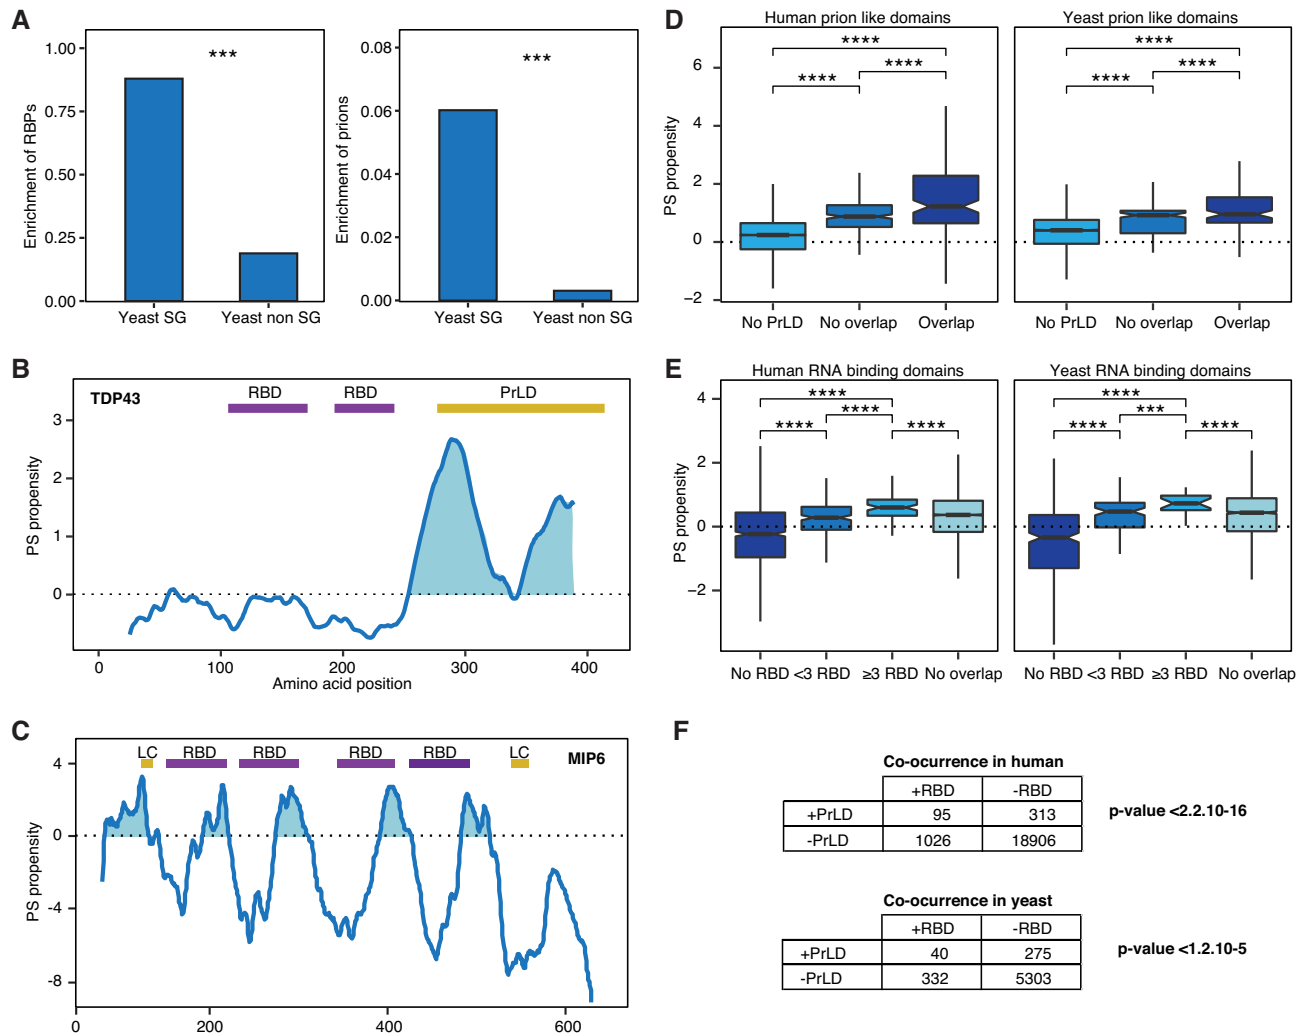 A
Enrichment of RBPs
1.00
0.75
0.50
0.25
0.00
***
Yeast SG
Yeast non SG
Enrichment of prions
0.08
0.06
0.04
0.02
0.00
***
Yeast SG
Yeast non SG
B
TDP43
RBD
RBD
PrLD
PS propensity
3
2
1
0
0
100
200
300
400
Amino acid position
C
LC
RBD
RBD
RBD
RBD
LC
MIP6
PS propensity
4
0
-4
-8
0
200
400
600
D
Human prion like domains
Yeast prion like domains
PS propensity
6
4
2
0
−2
****
****
****
****
****
****
No PrLD
No overlap
Overlap
No PrLD
No overlap
Overlap
E
Human RNA binding domains
Yeast RNA binding domains
PS propensity
4
2
0
−2
****
****
****
****
****
***
****
****
No RBD
<3 RBD
≥3 RBD
No overlap
No RBD
<3 RBD
≥3 RBD
No overlap
F
Co-ocurrence in human
+RBD -RBD
+PrLD 95 313
-PrLD 1026 18906
p-value <2.2.10-16
Co-ocurrence in yeast
+RBD -RBD
+PrLD 40 275
-PrLD 332 5303
p-value <1.2.10-5